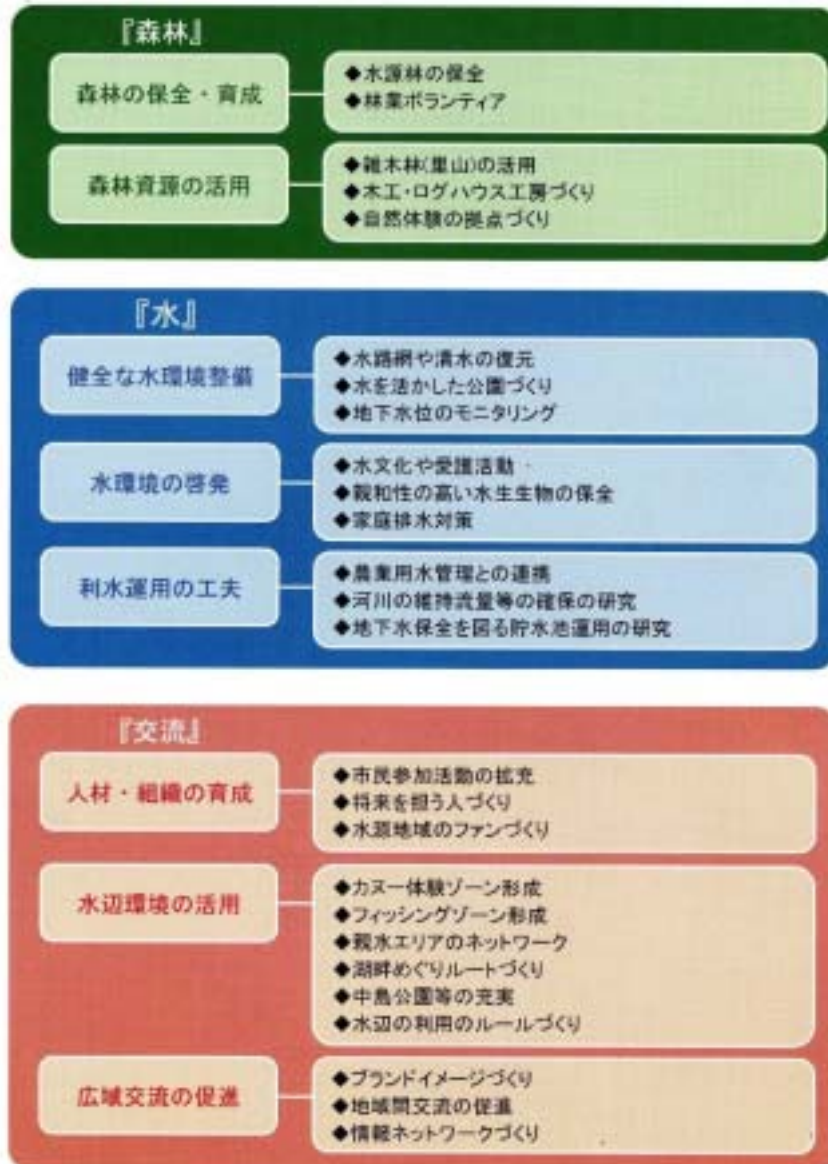 『森林』
森林の保全・育成
◆水源林の保全
◆林業ボランティア
森林資源の活用
◆雑木林(里山)の活用
◆木工・ログハウス工房づくり
◆自然体験の拠点づくり
『水』
健全な水環境整備
◆水路網や清水の復元
◆水を活かした公園づくり
◆地下水位のモニタリング
水環境の啓発
◆水文化や愛護活動
◆親和性の高い水生生物の保全
◆家庭排水対策
利水運用の工夫
◆農業用水管理との連携
◆河川の維持流量等の確保の研究
◆地下水保全を図る貯水池運用の研究
『交流』
人材・組織の育成
◆市民参加活動の拡充
◆将来を担う人づくり
◆水源地域のファンづくり
水辺環境の活用
◆カヌー体験ゾーン形成
◆フィッシングゾーン形成
◆親水エリアのネットワーク
◆湖畔めぐりルートづくり
◆中島公園等の充実
◆水辺の利用のルールづくり
広域交流の促進
◆ブランドイメージづくり
◆地域間交流の促進
◆情報ネットワークづくり